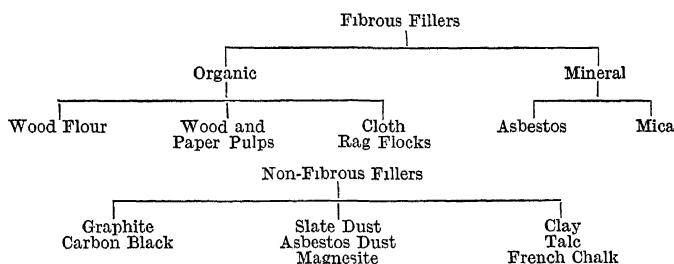 Fibrous Fillers
Organic Mineral
Wood Flour Wood and Paper Pulps Cloth Rag Flocks Asbestos Mica
Non-Fibrous Fillers
Graphite Carbon Black Slate Dust Asbestos Dust Magnesite Clay Talc French Chalk